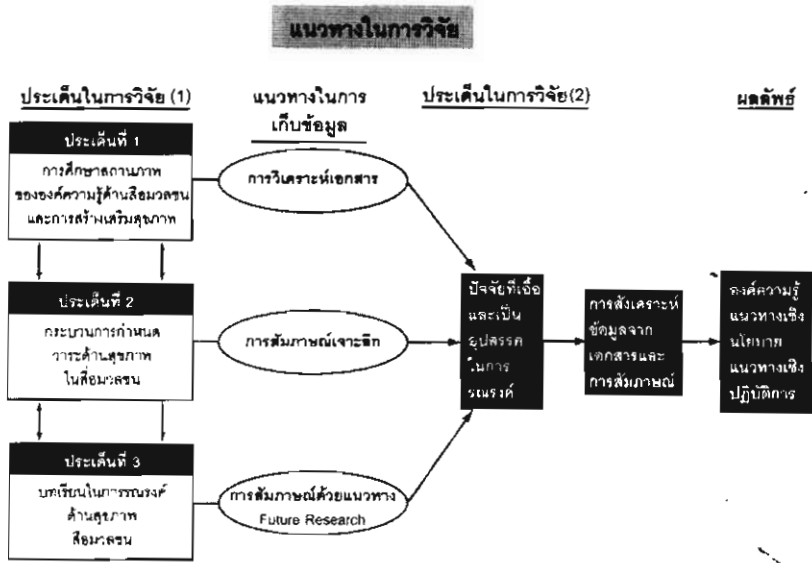 แนวทางในการวิจัย
ประเด็นในการวิจัย (1)
แนวทางในการ
เก็บข้อมูล
ประเด็นในการวิจัย (2)
ผลลัพธ์
ประเด็นที่ 1
การศึกษาสถานภาพ
ขององค์ความรู้ด้านสื่อมวลชน
และการสร้างเสริมสุขภาพ
การวิเคราะห์เอกสาร
ประเด็นที่ 2
กระบวนการกำหนด
วาระด้านสุขภาพ
ในสื่อมวลชน
การสัมภาษณ์เจาะลึก
ประเด็นที่ 3
บทเรียนในการรณรงค์
ด้านสุขภาพ
สื่อมวลชน
การสัมภาษณ์ด้วยแนวทาง
Future Research
ปัจจัยที่เอื้อ
และเป็น
อุปสรรค
ในการ
รณรงค์
การสังเคราะห์
ข้อมูลจาก
เอกสารและ
การสัมภาษณ์
องค์ความรู้
แนวทางเชิง
นโยบาย
แนวทางเชิง
ปฏิบัติการ